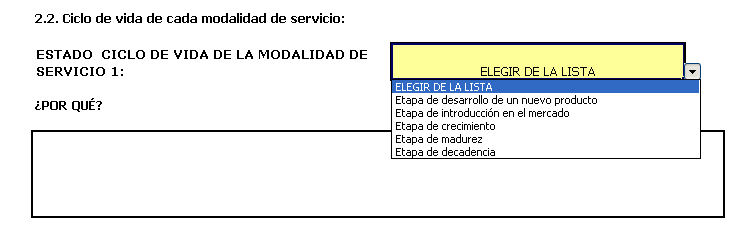 2.2. Ciclo de vida de cada modalidad de servicio:
ESTADO CICLO DE VIDA DE LA MODALIDAD DE
SERVICIO 1:
ELEGIR DE LA LISTA
ELEGIR DE LA LISTA
Etapa de desarrollo de un nuevo producto
Etapa de introducción en el mercado
Etapa de crecimiento
Etapa de madurez
Etapa de decadencia
¿POR QUÉ?